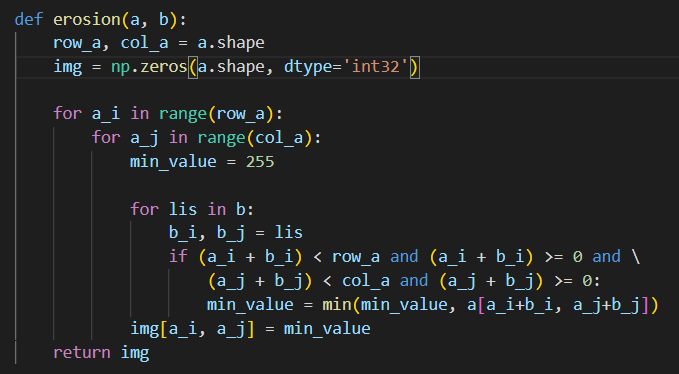 def erosion(a, b):
    row_a, col_a = a.shape
    img = np.zeros(a.shape, dtype='int32')

    for a_i in range(row_a):
        for a_j in range(col_a):
            min_value = 255

            for lis in b:
                b_i, b_j = lis
                if (a_i + b_i) < row_a and (a_i + b_i) >= 0 and \
                    (a_j + b_j) < col_a and (a_j + b_j) >= 0:
                    min_value = min(min_value, a[a_i+b_i, a_j+b_j])
            img[a_i, a_j] = min_value
    return img